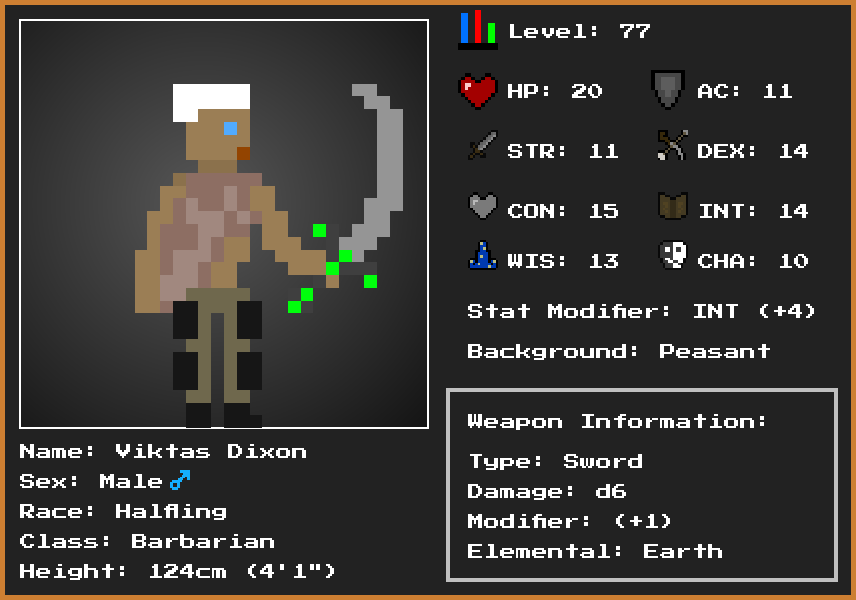 Level: 77
HP: 20 AC: 11
STR: 11 DEX: 14
CON: 15 INT: 14
WIS: 13 CHA: 10
Stat Modifier: INT (+4)
Background: Peasant
Weapon Information:
Type: Sword
Damage: d6
Modifier: (+1)
Elemental: Earth
Name: Viktas Dixon
Sex: Male ♂
Race: Halfling
Class: Barbarian
Height: 124cm (4'1")